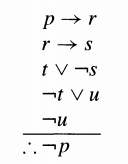 p → r
r → s
t ∨ ¬s
¬t ∨ u
¬u
∴ ¬p